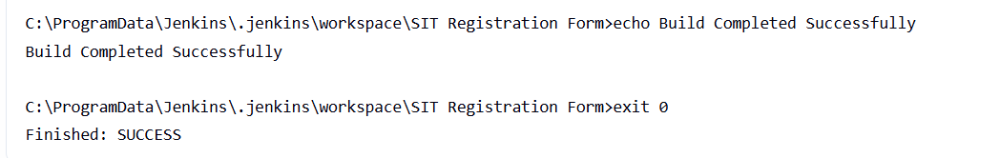 C:\ProgramData\Jenkins\.jenkins\workspace\SIT Registration Form>echo Build Completed Successfully
Build Completed Successfully
C:\ProgramData\Jenkins\.jenkins\workspace\SIT Registration Form>exit 0
Finished: SUCCESS